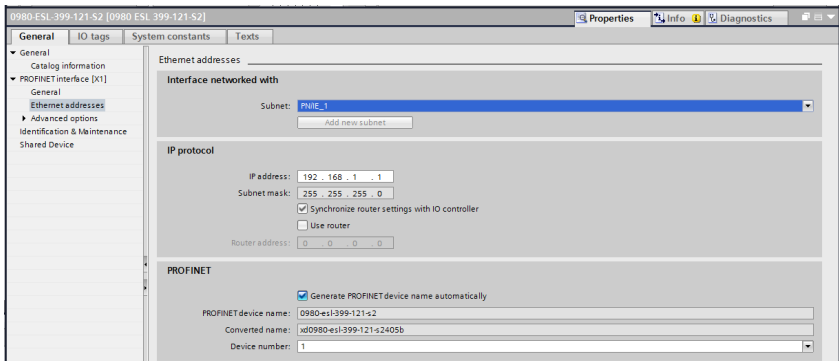 0980-ESL-399-121-S2 [0980 ESL 399-121-S2]
Properties Info Diagnostics
General IO tags System constants Texts
General
Catalog information
PROFINET interface [X1]
General
Ethernet addresses
Advanced options
Identification & Maintenance
Shared Device
Ethernet addresses
Interface networked with
Subnet: PN/IE_1
Add new subnet
IP protocol
IP address: 192 . 168 . 1 . 1
Subnet mask: 255 . 255 . 255 . 0
Synchronize router settings with IO controller
Use router
Router address: 0 . 0 . 0 . 0
PROFINET
Generate PROFINET device name automatically
PROFINET device name: 0980-esl-399-121-s2
Converted name: xd0980-esl-399-121-s2405b
Device number: 1